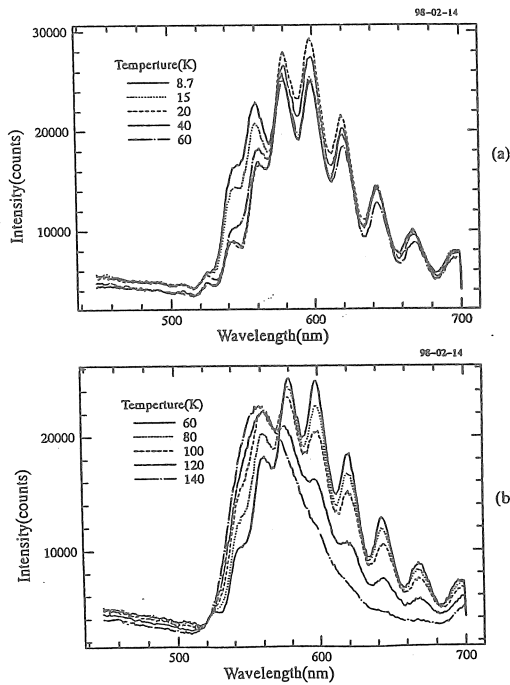 98-02-14
30000
Temperture(K)
8.7
15
20
40
60
20000
10000
Intensity(counts)
(a)
500
600
700
Wavelength(nm)
98-02-14
Temperture(K)
60
80
100
120
140
20000
10000
Intensity(counts)
(b)
500
600
700
Wavelength(nm)